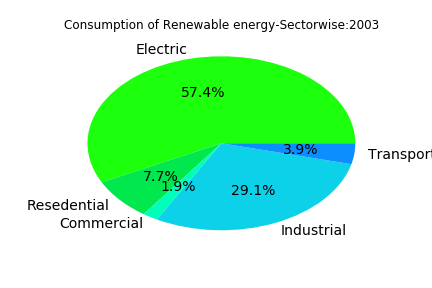 Consumption of Renewable energy-Sectorwise:2003
Electric
57.4%
3.9%
Transport
7.7%
1.9%
29.1%
Resedential
Commercial
Industrial